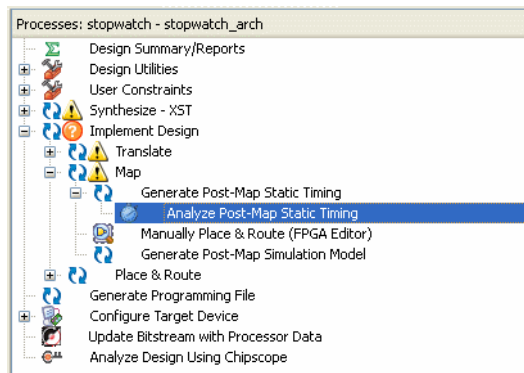 Processes: stopwatch - stopwatch_arch
Design Summary/Reports
Design Utilities
User Constraints
Synthesize - XST
Implement Design
Translate
Map
Generate Post-Map Static Timing
Analyze Post-Map Static Timing
Manually Place & Route (FPGA Editor)
Generate Post-Map Simulation Model
Place & Route
Generate Programming File
Configure Target Device
Update Bitstream with Processor Data
Analyze Design Using Chipscope